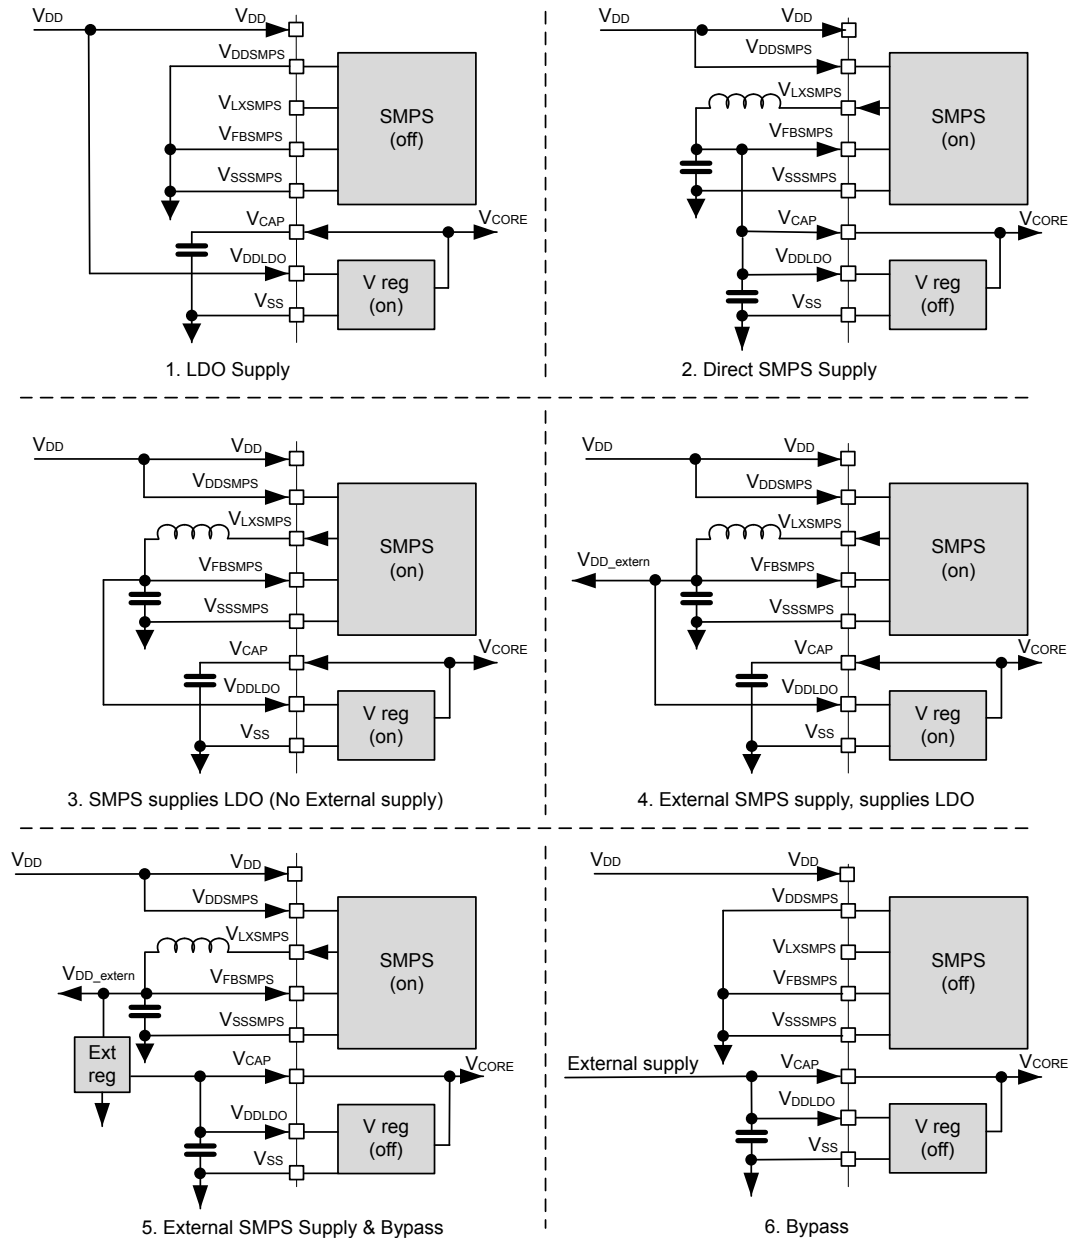 VDD
VDD
VDDSMPS
VLXSMPS
SMPS
(off)
VFBSMPS
VSSSMPS
VCAP
VCORE
VDDLDO
V reg
(on)
VSS
1. LDO Supply
VDD
VDD
VDDSMPS
VLXSMPS
SMPS
(on)
VFBSMPS
VSSSMPS
VCAP
VCORE
VDDLDO
V reg
(off)
VSS
2. Direct SMPS Supply
VDD
VDD
VDDSMPS
VLXSMPS
SMPS
(on)
VFBSMPS
VSSSMPS
VCAP
VCORE
VDDLDO
V reg
(on)
VSS
3. SMPS supplies LDO (No External supply)
VDD
VDD
VDDSMPS
VLXSMPS
SMPS
(on)
VDD_extern
VFBSMPS
VSSSMPS
VCAP
VCORE
VDDLDO
V reg
(on)
VSS
4. External SMPS supply, supplies LDO
VDD
VDD
VDDSMPS
VLXSMPS
SMPS
(on)
VDD_extern
VFBSMPS
VSSSMPS
Ext
reg
VCAP
VCORE
VDDLDO
V reg
(off)
VSS
5. External SMPS Supply & Bypass
VDD
VDD
VDDSMPS
VLXSMPS
SMPS
(off)
VFBSMPS
VSSSMPS
External supply
VCAP
VCORE
VDDLDO
V reg
(off)
VSS
6. Bypass